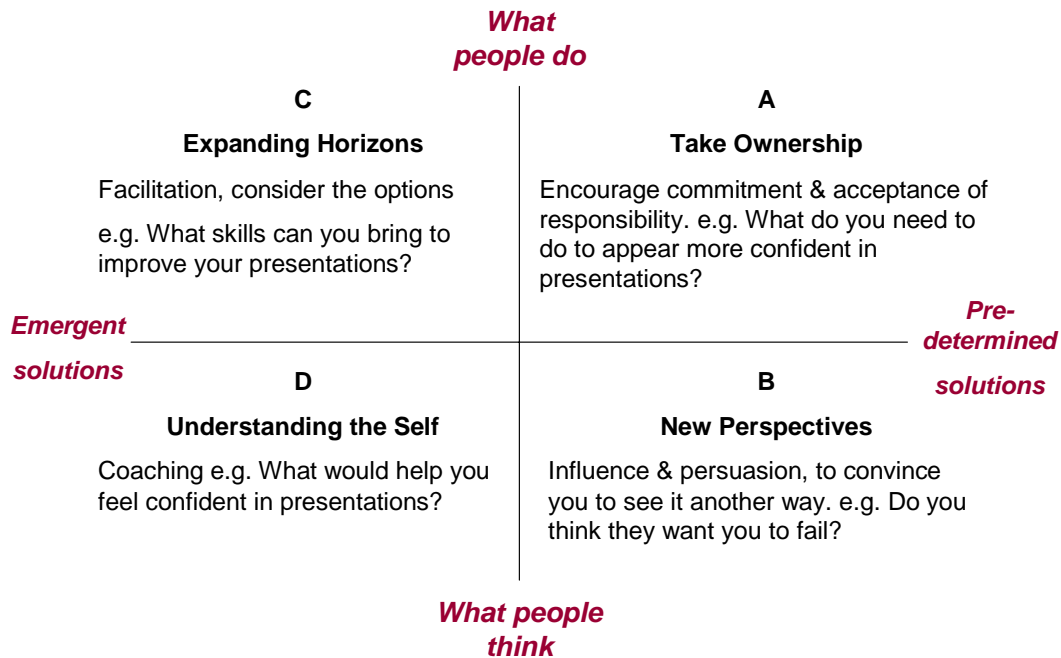 What
people do
C
Expanding Horizons
Facilitation, consider the options
e.g. What skills can you bring to
improve your presentations?
A
Take Ownership
Encourage commitment & acceptance of
responsibility. e.g. What do you need to
do to appear more confident in
presentations?
Emergent
solutions
Pre-
determined
solutions
D
Understanding the Self
Coaching e.g. What would help you
feel confident in presentations?
B
New Perspectives
Influence & persuasion, to convince
you to see it another way. e.g. Do you
think they want you to fail?
What people
think